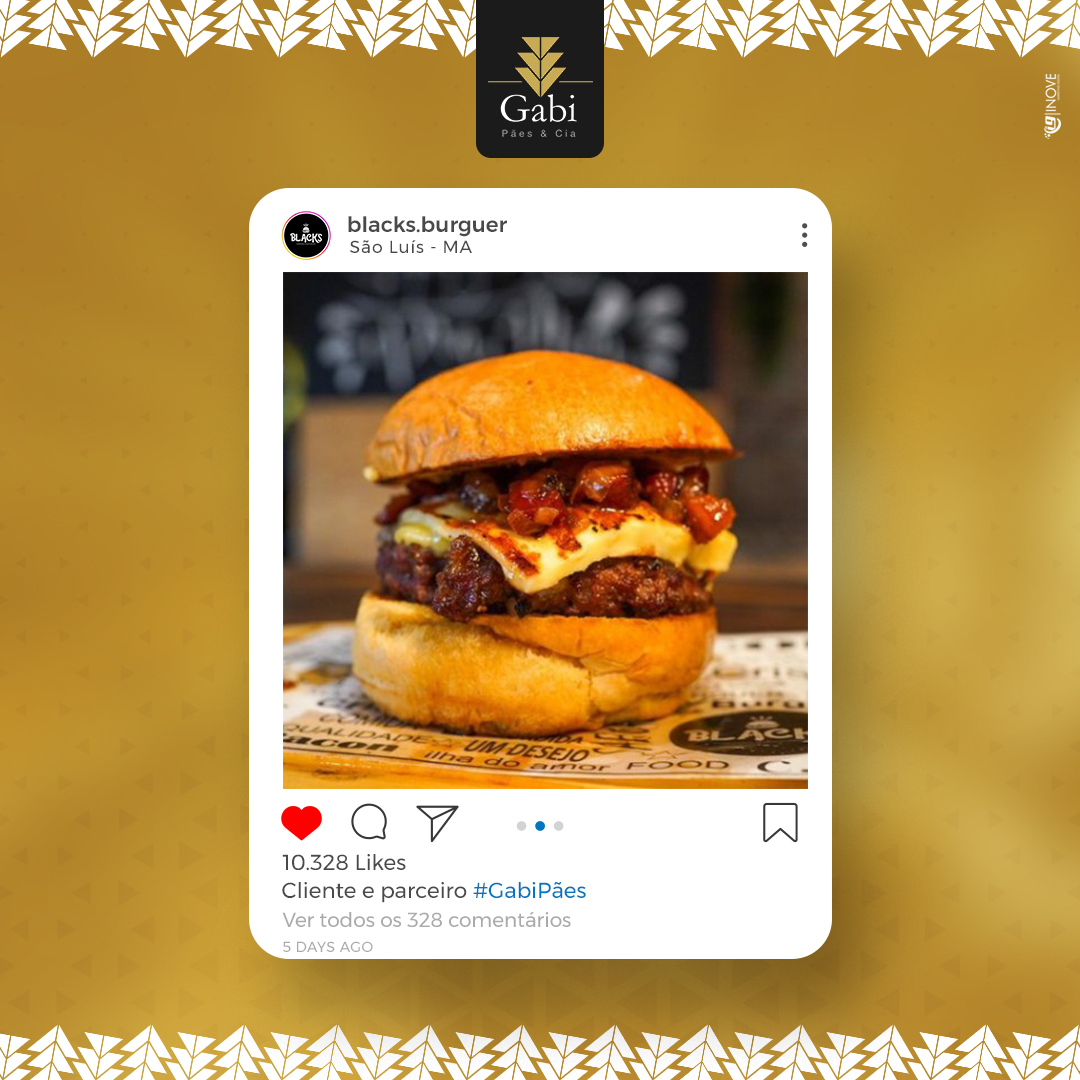 Gabi
Pães & Cia
INOVE
blacks.burguer
BLACKS
São Luís - MA
QUALIDADE
UM DESEJO
acon
ilha do amor
FOOD
BLACK
10.328 Likes
Cliente e parceiro #GabiPães
Ver todos os 328 comentários
5 DAYS AGO